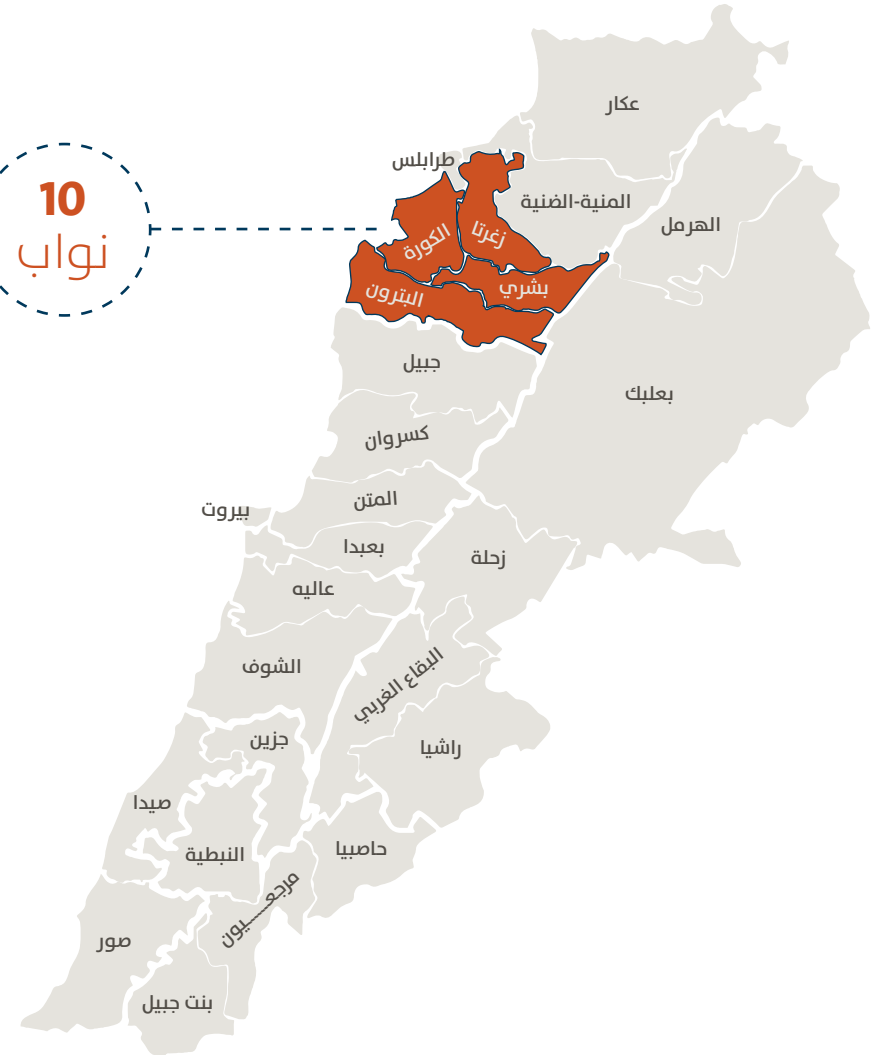 عكار
طرابلس
المنية-الضنية
الهرمل
10
نواب
زغرتا
الكورة
بشري
البترون
جبيل
بعلبك
كسروان
المتن
بيروت
بعبدا
زحلة
عاليه
الشوف
البقاع الغربي
جزين
راشيا
صيدا
النبطية
حاصبيا
مرجعـــــيون
صور
بنت جبيل